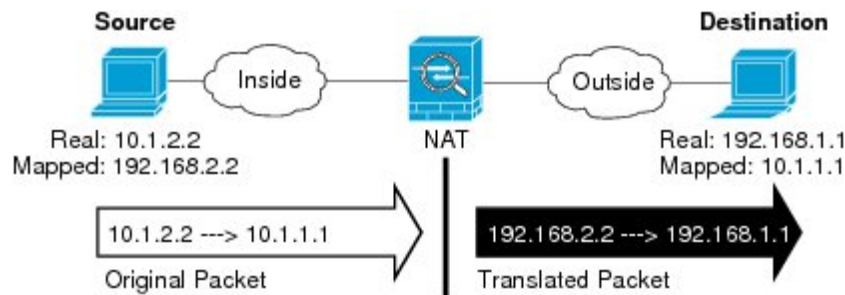 Source
Destination
Inside
Outside
Real: 10.1.2.2
Mapped: 192.168.2.2
NAT
Real: 192.168.1.1
Mapped: 10.1.1.1
10.1.2.2 ---> 10.1.1.1
192.168.2.2 ---> 192.168.1.1
Original Packet
Translated Packet